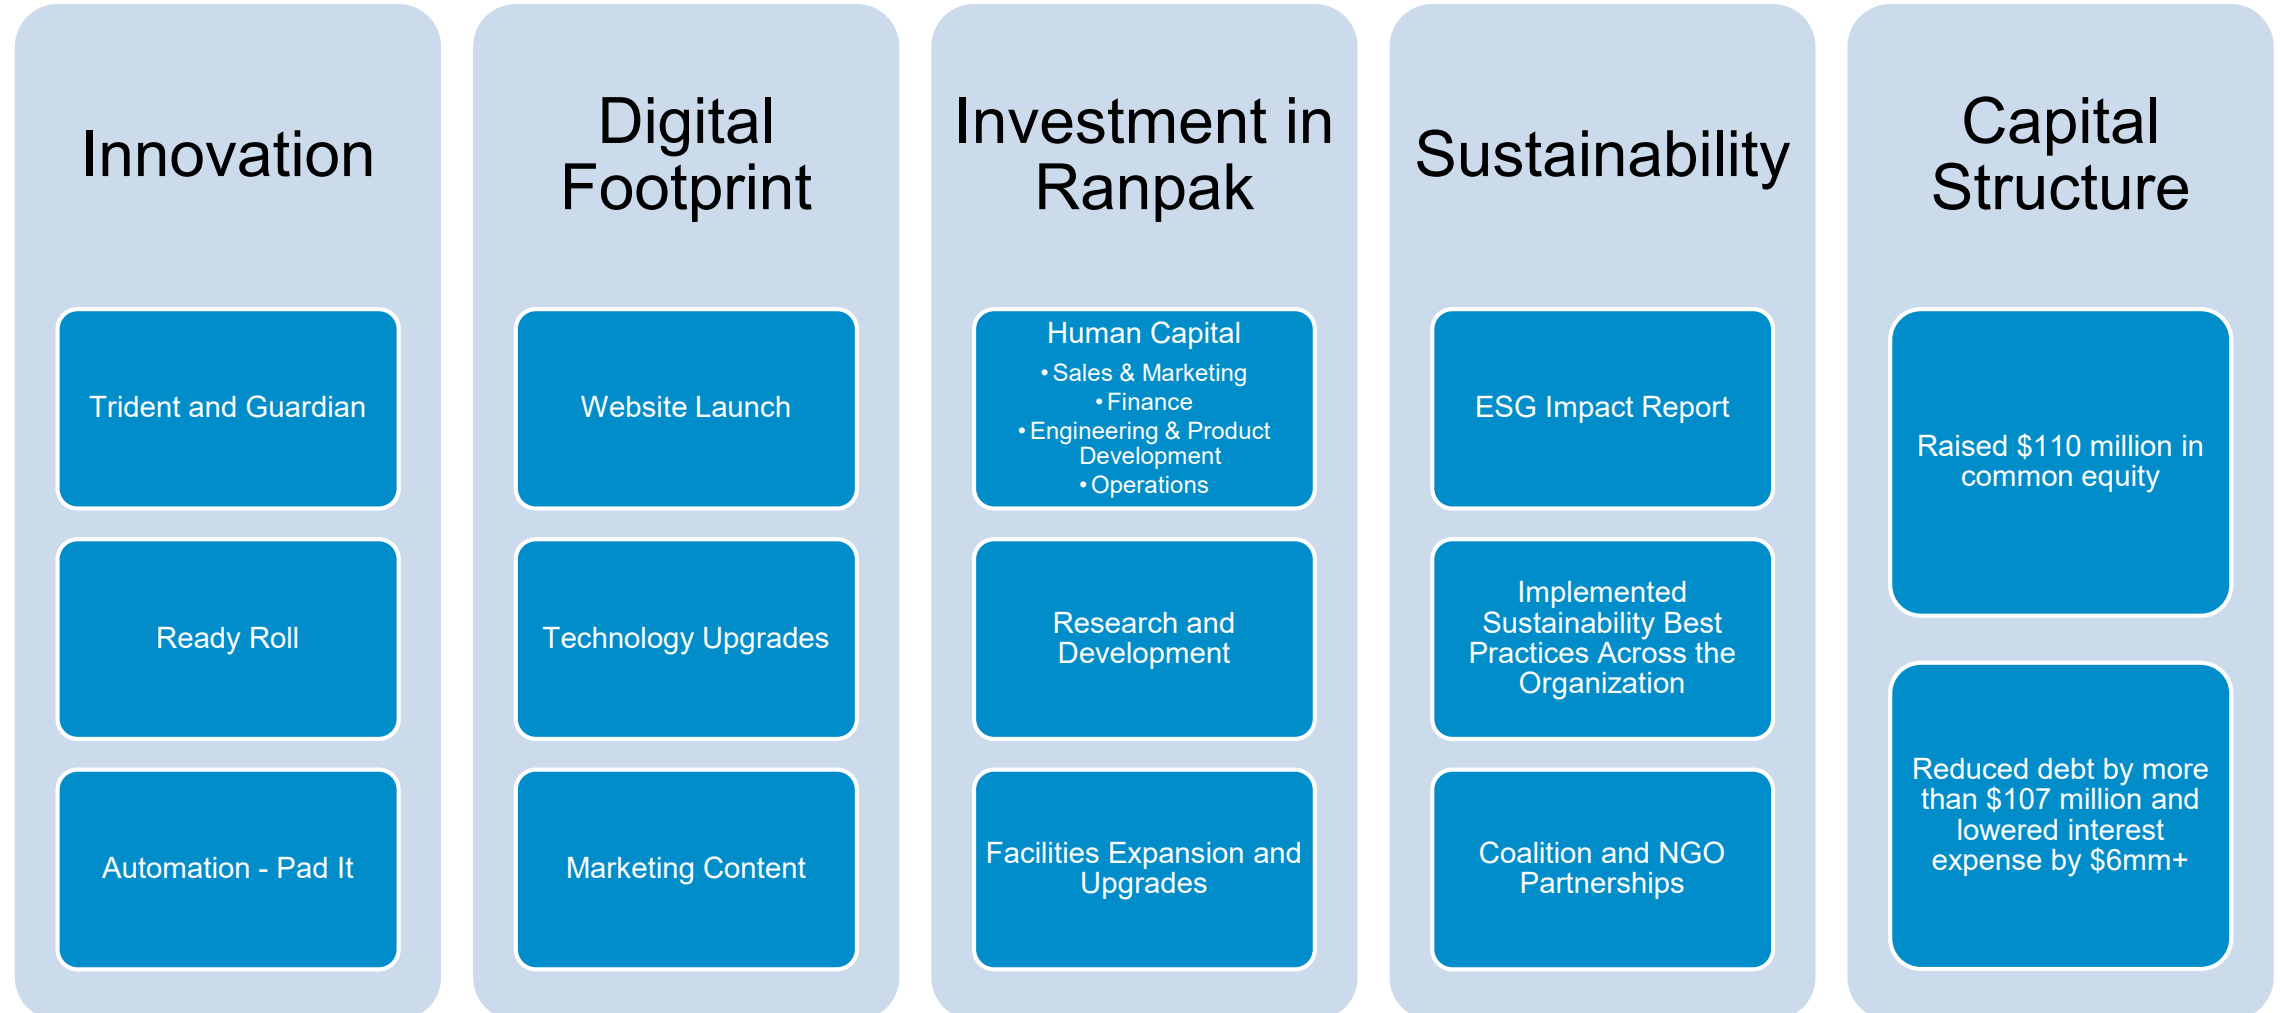 Innovation
Trident and Guardian
Ready Roll
Automation - Pad It
Digital
Footprint
Website Launch
Technology Upgrades
Marketing Content
Investment in
Ranpak
Human Capital
• Sales & Marketing
• Finance
• Engineering & Product
Development
• Operations
Research and
Development
Facilities Expansion and
Upgrades
Sustainability
ESG Impact Report
Implemented
Sustainability Best
Practices Across the
Organization
Coalition and NGO
Partnerships
Capital
Structure
Raised $110 million in
common equity
Reduced debt by more
than $107 million and
lowered interest
expense by $6mm+